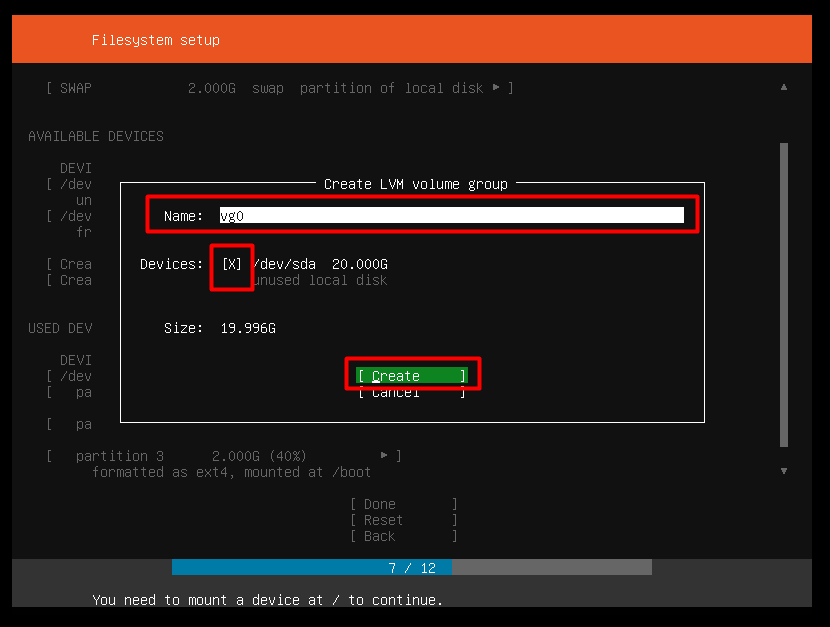 Filesystem setup
[ SWAP 2.000G swap partition of local disk ▸ ]
AVAILABLE DEVICES
DEVI
[ /dev
un
[ /dev
fr
[ Crea
[ Crea
USED DEV
DEVI
[ /dev
[ pa
[ pa
Create LVM volume group
Name: vg0
Devices: [X] /dev/sda 20.000G
unused local disk
Size: 19.996G
[ Create ]
[ Cancel ]
[ partition 3 2.000G (40%) ▸ ]
formatted as ext4, mounted at /boot
[ Done ]
[ Reset ]
[ Back ]
7 / 12
You need to mount a device at / to continue.